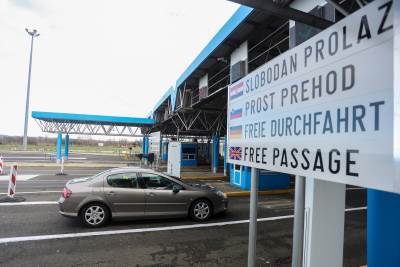 SLOBODAN PROLAZ
PROST PREHOD
FREIE DURCHFAHRT
FREE PASSAGE